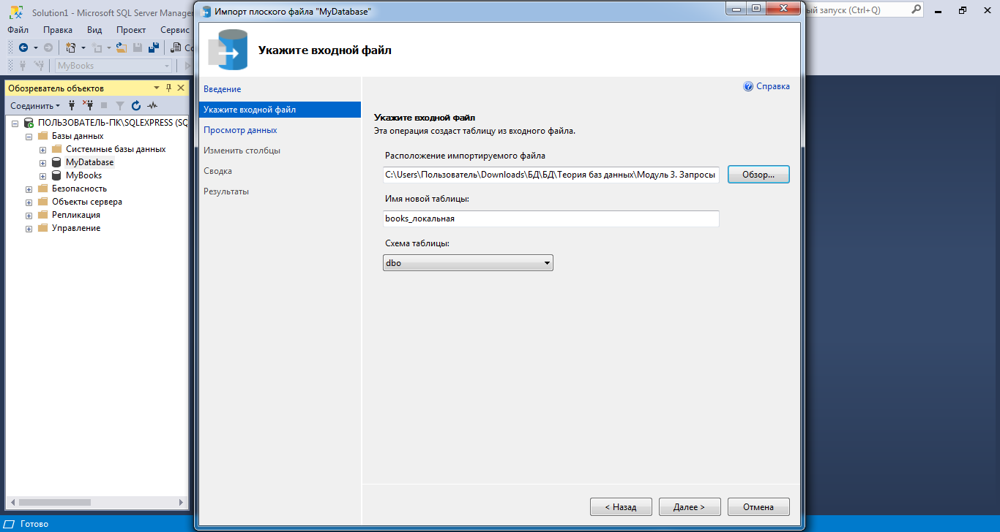 Solution1 - Microsoft SQL Server Manager
Импорт плоского файла "MyDatabase"
ый запуск (Ctrl+Q)
Файл Правка Вид Проект Сервис
MyBooks
Укажите входной файл
Обозреватель объектов
Соединить
ПОЛЬЗОВАТЕЛЬ-ПК\SQLEXPRESS (SQ
Базы данных
Системные базы данных
MyDatabase
MyBooks
Безопасность
Объекты сервера
Репликация
Управление
Введение
Укажите входной файл
Просмотр данных
Изменить столбцы
Сводка
Результаты
Справка
Укажите входной файл
Эта операция создаст таблицу из входного файла.
Расположение импортируемого файла
C:\Users\Пользователь\Downloads\БД\БД\Теория баз данных\Модуль 3. Запросы
Обзор...
Имя новой таблицы:
books_локальная
Схема таблицы:
dbo
< Назад Далее > Отмена
Готово